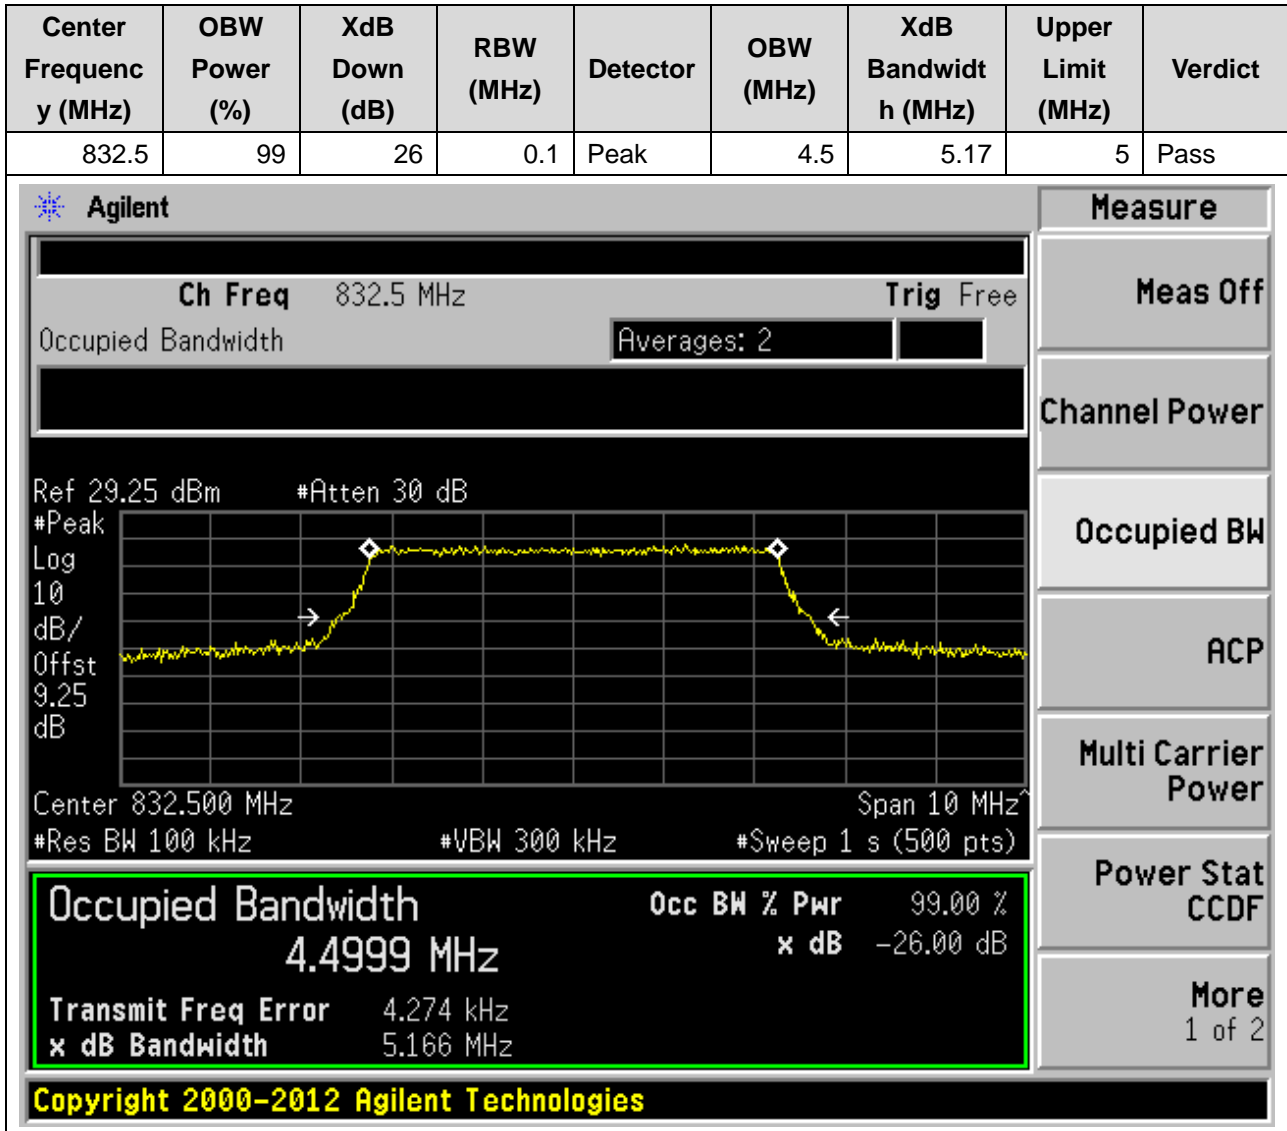 Center Frequency (MHz) OBW Power (%) XdB Down (dB) RBW (MHz) Detector OBW (MHz) XdB Bandwidth (MHz) Upper Limit (MHz) Verdict
832.5 99 26 0.1 Peak 4.5 5.17 5 Pass
Agilent
Measure
Ch Freq 832.5 MHz Trig Free
Meas Off
Occupied Bandwidth Averages: 2
Channel Power
Ref 29.25 dBm #Atten 30 dB
#Peak
Log
10
dB/
Offst
9.25
dB
Occupied BW
ACP
Multi Carrier
Power
Center 832.500 MHz Span 10 MHz^
#Res BW 100 kHz #VBW 300 kHz #Sweep 1 s (500 pts)
Power Stat
CCDF
Occupied Bandwidth Occ BW % Pwr 99.00 %
4.4999 MHz x dB -26.00 dB
Transmit Freq Error 4.274 kHz
x dB Bandwidth 5.166 MHz
More
1 of 2
Copyright 2000-2012 Agilent Technologies